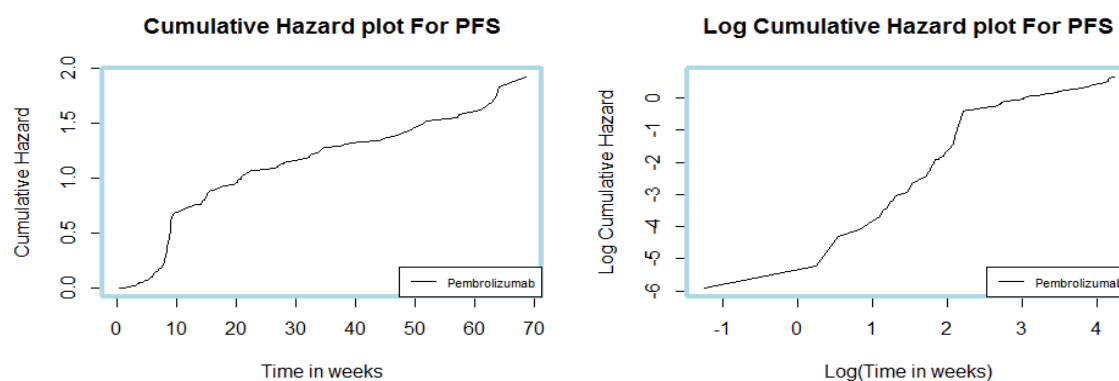 Cumulative Hazard plot For PFS
Cumulative Hazard
0.0 0.5 1.0 1.5 2.0
Pembrolizumab
0 10 20 30 40 50 60 70
Time in weeks
Log Cumulative Hazard plot For PFS
Log Cumulative Hazard
-6 -5 -4 -3 -2 -1 0
Pembrolizumab
-1 0 1 2 3 4
Log(Time in weeks)